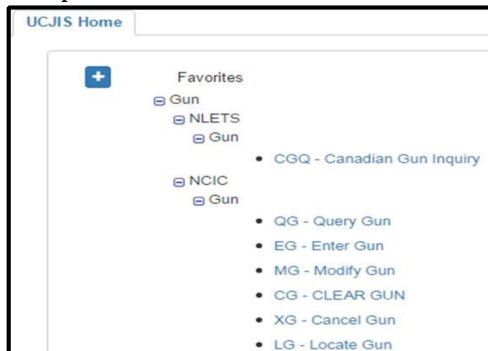 UCJIS Home
Favorites
Gun
NLETS
Gun
CGQ - Canadian Gun Inquiry
NCIC
Gun
QG - Query Gun
EG - Enter Gun
MG - Modify Gun
CG - CLEAR GUN
XG - Cancel Gun
LG - Locate Gun